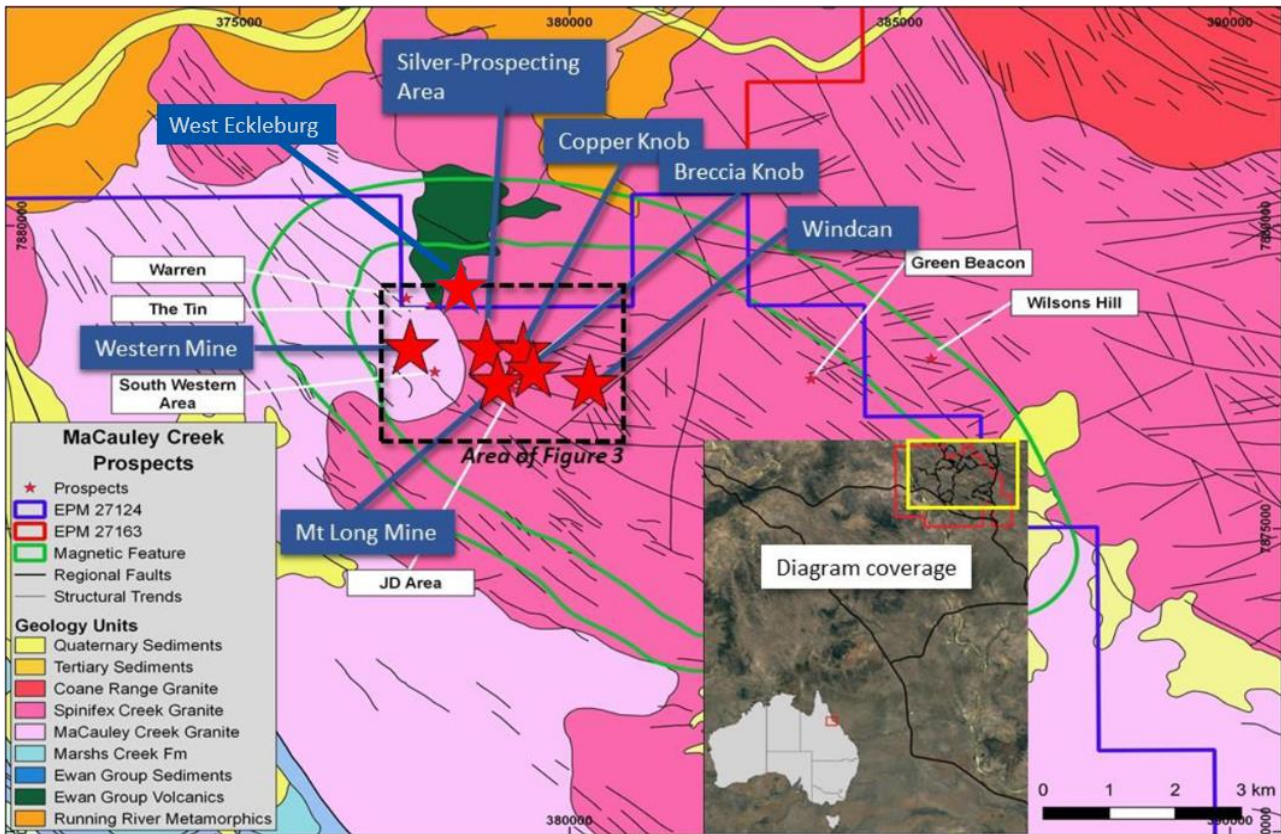 375000
380000
385000
390000
Silver-Prospecting
Area
West Eckleburg
Copper Knob
Breccia Knob
Windcan
7880000
7880000
Warren
The Tin
Western Mine
South Western
Area
Green Beacon
Wilsons Hill
Area of Figure 3
Mt Long Mine
JD Area
7875000
MaCauley Creek
Prospects
Prospects
EPM 27124
EPM 27163
Magnetic Feature
Regional Faults
Structural Trends
Geology Units
Quaternary Sediments
Tertiary Sediments
Coane Range Granite
Spinifex Creek Granite
MaCauley Creek Granite
Marshs Creek Fm
Ewan Group Sediments
Ewan Group Volcanics
Running River Metamorphics
Diagram coverage
0 1 2 3 km
380000
390000